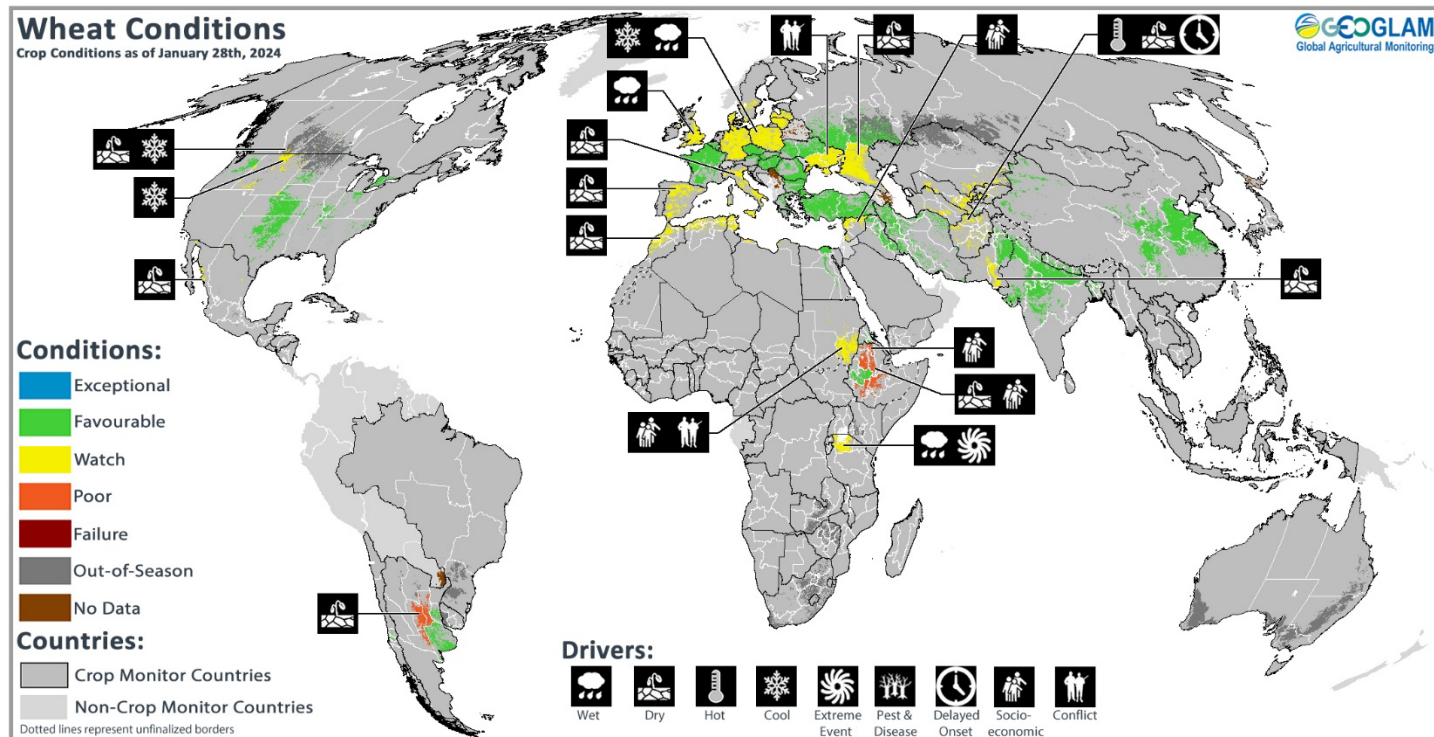 Wheat Conditions
Crop Conditions as of January 28th, 2024
GEOGLAM
Global Agricultural Monitoring
Conditions:
Exceptional
Favourable
Watch
Poor
Failure
Out-of-Season
No Data
Countries:
Crop Monitor Countries
Non-Crop Monitor Countries
Dotted lines represent unfinalized borders
Drivers:
Wet
Dry
Hot
Cool
Extreme
Event
Pest &
Disease
Delayed
Onset
Socio-
economic
Conflict